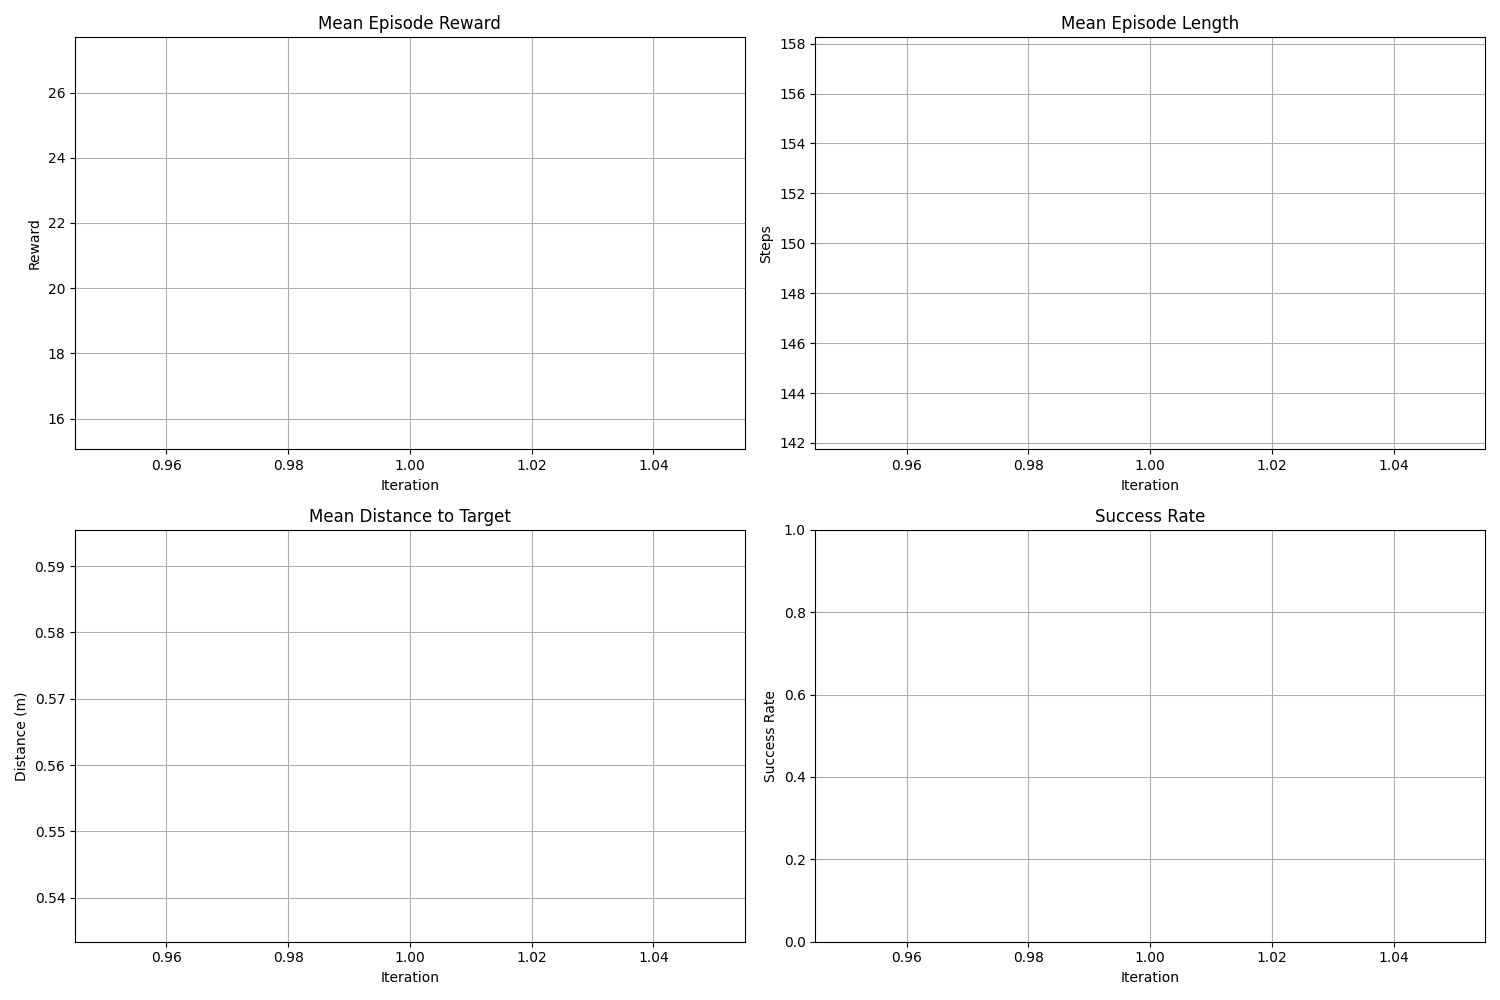 Mean Episode Reward
Reward
26
24
22
20
18
16
0.96 0.98 1.00 1.02 1.04
Iteration
Mean Episode Length
Steps
158
156
154
152
150
148
146
144
142
0.96 0.98 1.00 1.02 1.04
Iteration
Mean Distance to Target
Distance (m)
0.59
0.58
0.57
0.56
0.55
0.54
0.96 0.98 1.00 1.02 1.04
Iteration
Success Rate
Success Rate
1.0
0.8
0.6
0.4
0.2
0.0
0.96 0.98 1.00 1.02 1.04
Iteration